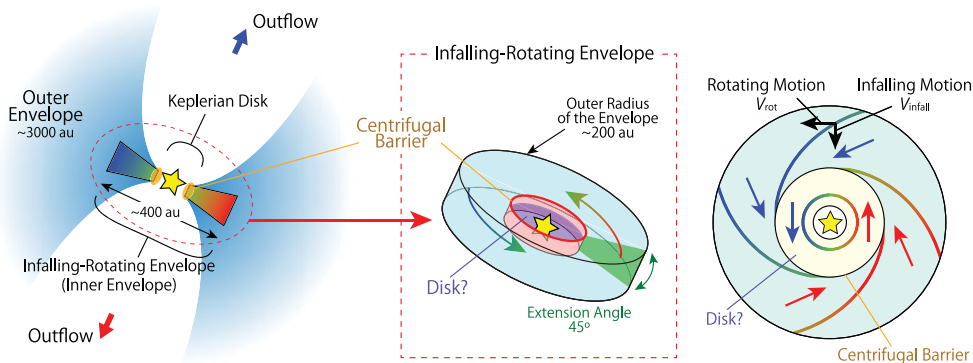 Outflow
Outer
Envelope
~3000 au
Keplerian Disk
Centrifugal
Barrier
~400 au
Infalling-Rotating Envelope
(Inner Envelope)
Outflow
Infalling-Rotating Envelope
Outer Radius
of the Envelope
~200 au
Disk?
Extension Angle
45º
Rotating Motion
Vrot
Infalling Motion
Vinfall
Disk?
Centrifugal Barrier